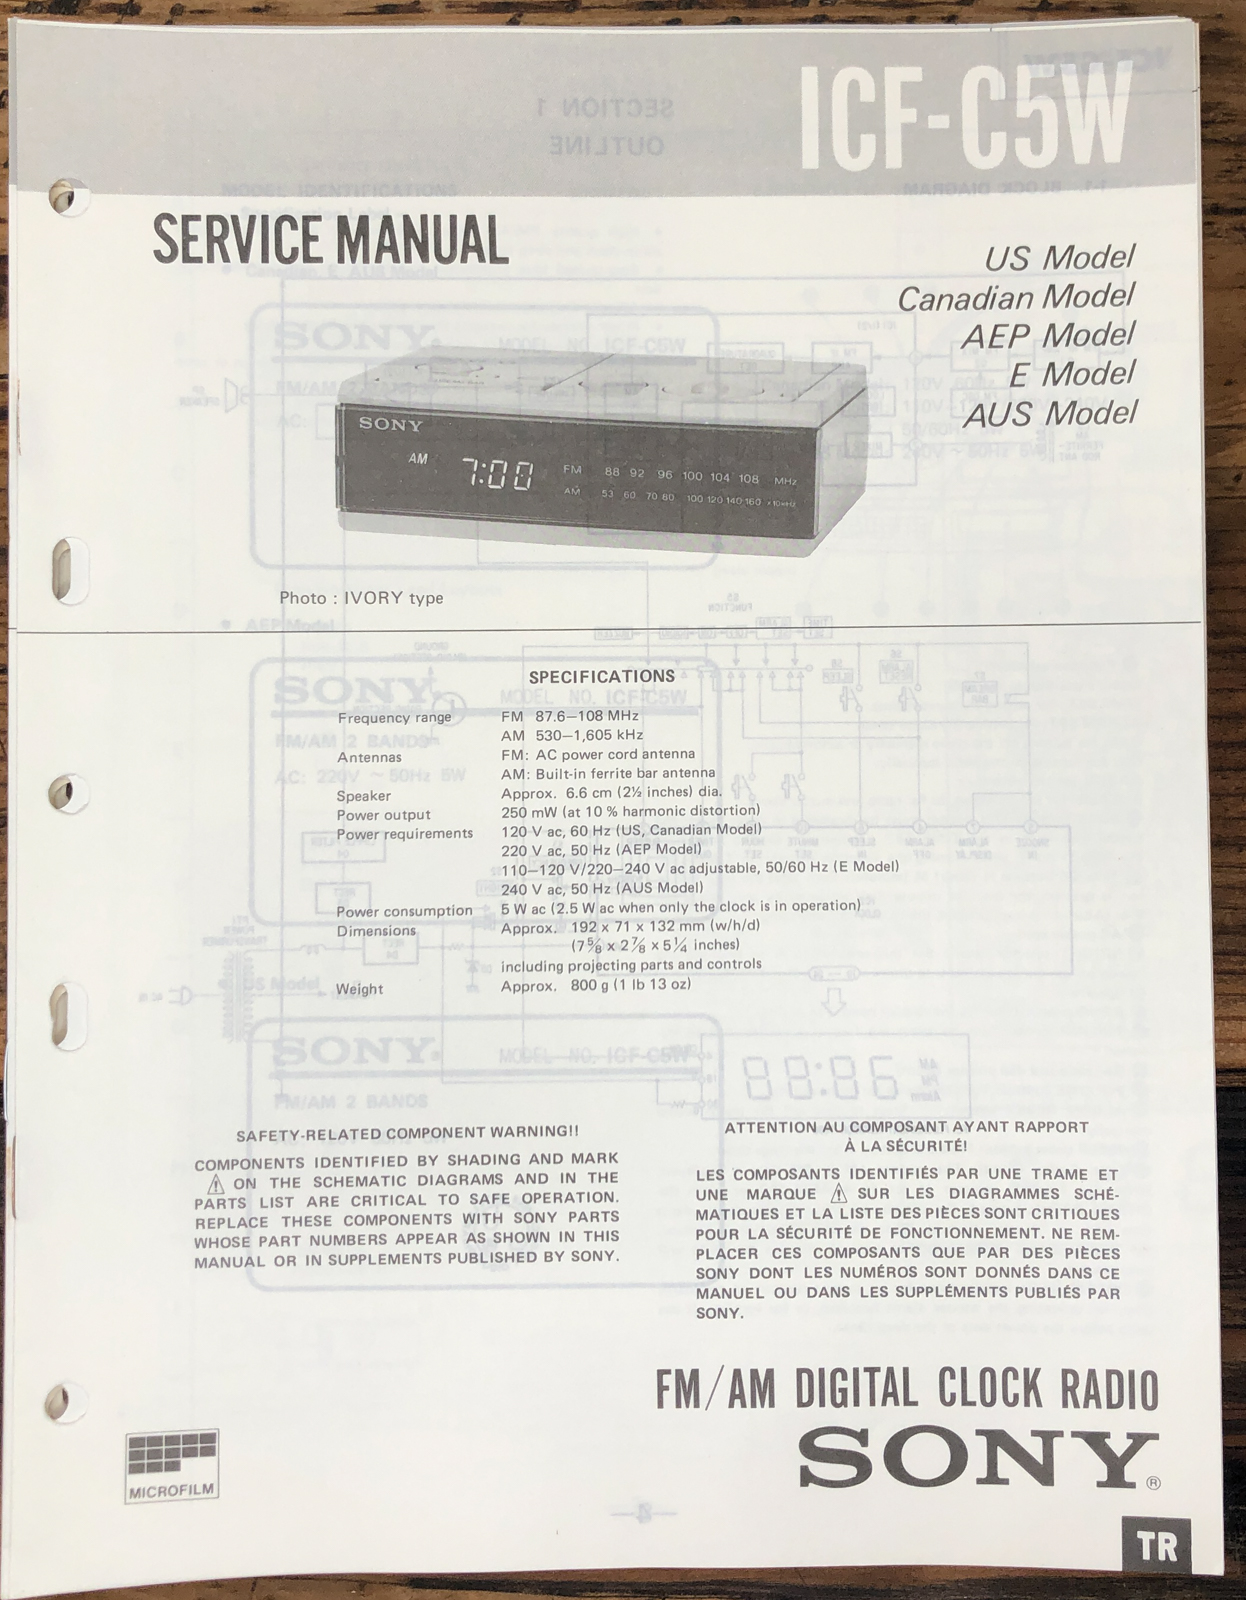 ICF-C5W
SERVICE MANUAL
US Model
Canadian Model
AEP Model
E Model
AUS Model
SONY
AM 7:00
FM 88 92 96 100 104 108 MHz
AM 53 60 70 80 100 120 140 160 ×10kHz
Photo : IVORY type
SPECIFICATIONS
Frequency range FM 87.6–108 MHz
AM 530–1,605 kHz
Antennas FM: AC power cord antenna
AM: Built-in ferrite bar antenna
Speaker Approx. 6.6 cm (2½ inches) dia.
Power output 250 mW (at 10 % harmonic distortion)
Power requirements 120 V ac, 60 Hz (US, Canadian Model)
220 V ac, 50 Hz (AEP Model)
110–120 V/220–240 V ac adjustable, 50/60 Hz (E Model)
240 V ac, 50 Hz (AUS Model)
Power consumption 5 W ac (2.5 W ac when only the clock is in operation)
Dimensions Approx. 192 x 71 x 132 mm (w/h/d)
(7⅝ x 2⅞ x 5¼ inches)
including projecting parts and controls
Weight Approx. 800 g (1 lb 13 oz)
SAFETY-RELATED COMPONENT WARNING!!
COMPONENTS IDENTIFIED BY SHADING AND MARK
⚠ ON THE SCHEMATIC DIAGRAMS AND IN THE
PARTS LIST ARE CRITICAL TO SAFE OPERATION.
REPLACE THESE COMPONENTS WITH SONY PARTS
WHOSE PART NUMBERS APPEAR AS SHOWN IN THIS
MANUAL OR IN SUPPLEMENTS PUBLISHED BY SONY.
ATTENTION AU COMPOSANT AYANT RAPPORT
À LA SÉCURITÉ!
LES COMPOSANTS IDENTIFIÉS PAR UNE TRAME ET
UNE MARQUE ⚠ SUR LES DIAGRAMMES SCHÉ-
MATIQUES ET LA LISTE DES PIÈCES SONT CRITIQUES
POUR LA SÉCURITÉ DE FONCTIONNEMENT. NE REM-
PLACER CES COMPOSANTS QUE PAR DES PIÈCES
SONY DONT LES NUMÉROS SONT DONNÉS DANS CE
MANUEL OU DANS LES SUPPLÉMENTS PUBLIÉS PAR
SONY.
FM/AM DIGITAL CLOCK RADIO
SONY®
MICROFILM
TR